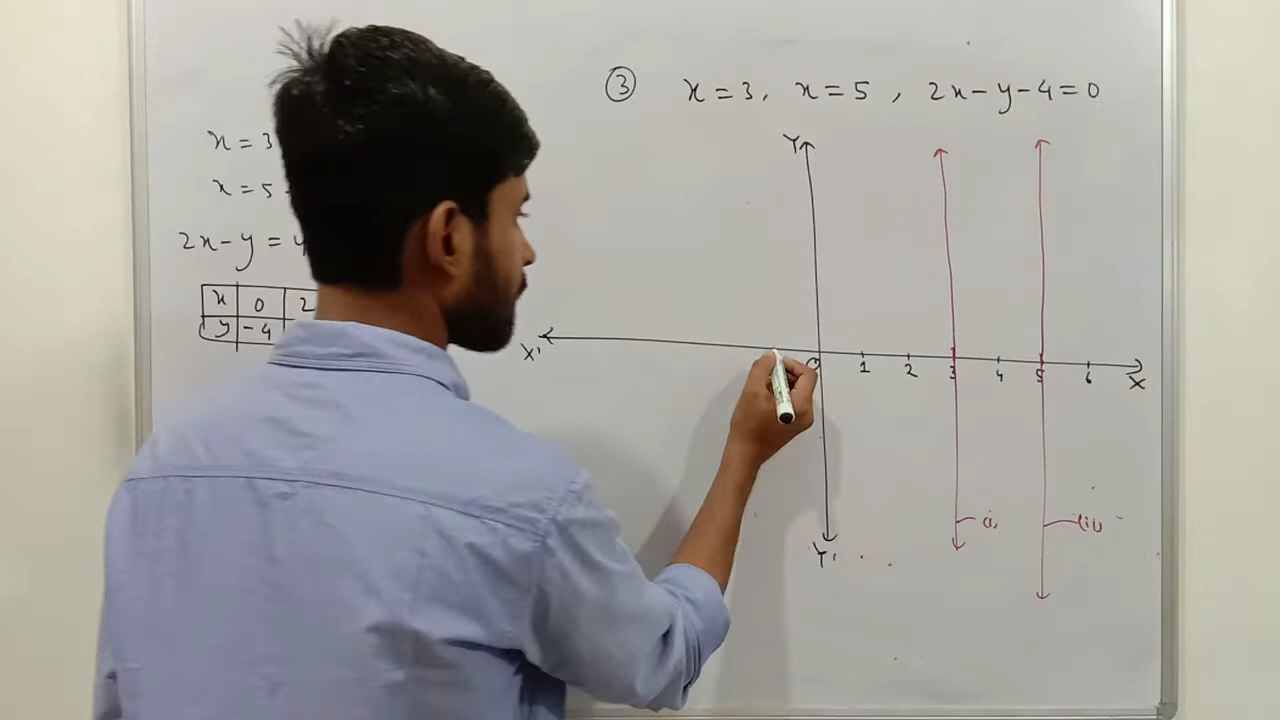 ③ x = 3, x = 5, 2x - y - 4 = 0
x = 3
x = 5
2x - y = 4
x 0 2
y -4
Y
X' O 1 2 3 4 5 6 X
(i) (ii)
Y'